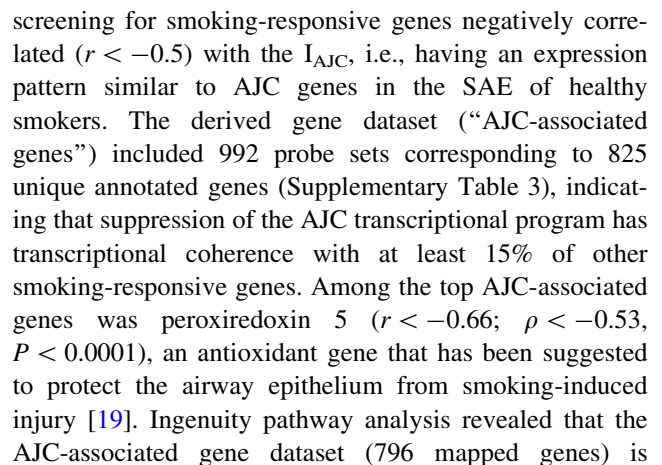 screening for smoking-responsive genes negatively corre-
lated (r < −0.5) with the IAJC, i.e., having an expression
pattern similar to AJC genes in the SAE of healthy
smokers. The derived gene dataset (“AJC-associated
genes”) included 992 probe sets corresponding to 825
unique annotated genes (Supplementary Table 3), indicat-
ing that suppression of the AJC transcriptional program has
transcriptional coherence with at least 15% of other
smoking-responsive genes. Among the top AJC-associated
genes was peroxiredoxin 5 (r < −0.66; ρ < −0.53,
P < 0.0001), an antioxidant gene that has been suggested
to protect the airway epithelium from smoking-induced
injury [19]. Ingenuity pathway analysis revealed that the
AJC-associated gene dataset (796 mapped genes) is